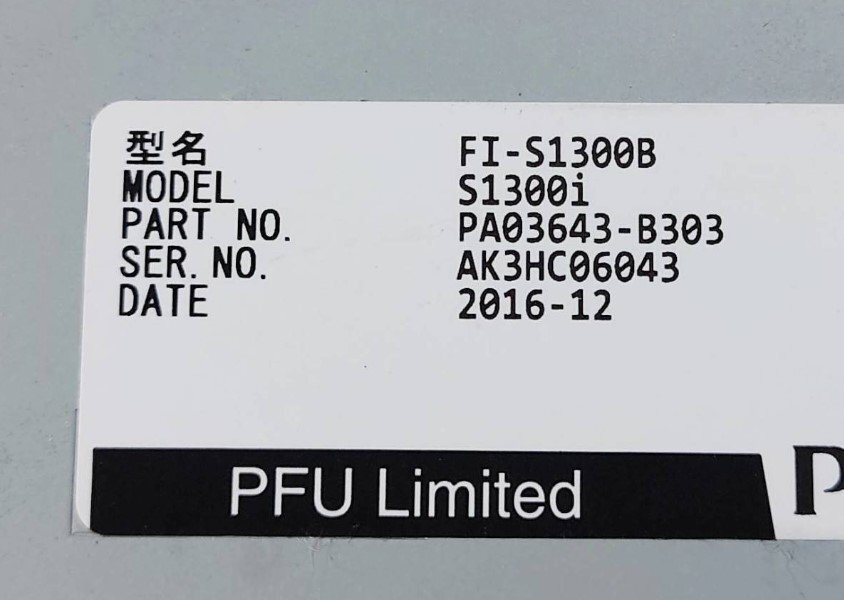 型名 FI-S1300B
MODEL S1300i
PART NO. PA03643-B303
SER. NO. AK3HC06043
DATE 2016-12
PFU Limited
P